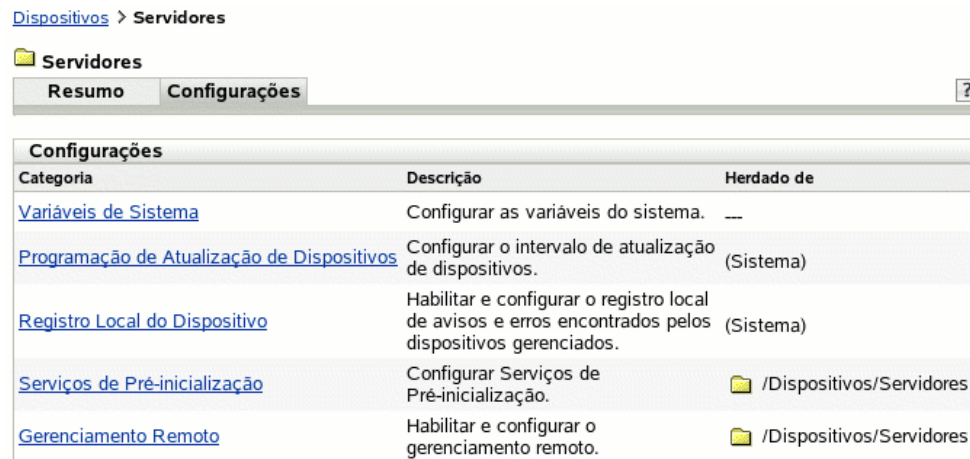 Dispositivos > Servidores
Servidores
Resumo Configurações ?
Configurações
Categoria Descrição Herdado de
Variáveis de Sistema Configurar as variáveis do sistema. ---
Programação de Atualização de Dispositivos Configurar o intervalo de atualização de dispositivos. (Sistema)
Registro Local do Dispositivo Habilitar e configurar o registro local de avisos e erros encontrados pelos dispositivos gerenciados. (Sistema)
Serviços de Pré-inicialização Configurar Serviços de Pré-inicialização. /Dispositivos/Servidores
Gerenciamento Remoto Habilitar e configurar o gerenciamento remoto. /Dispositivos/Servidores